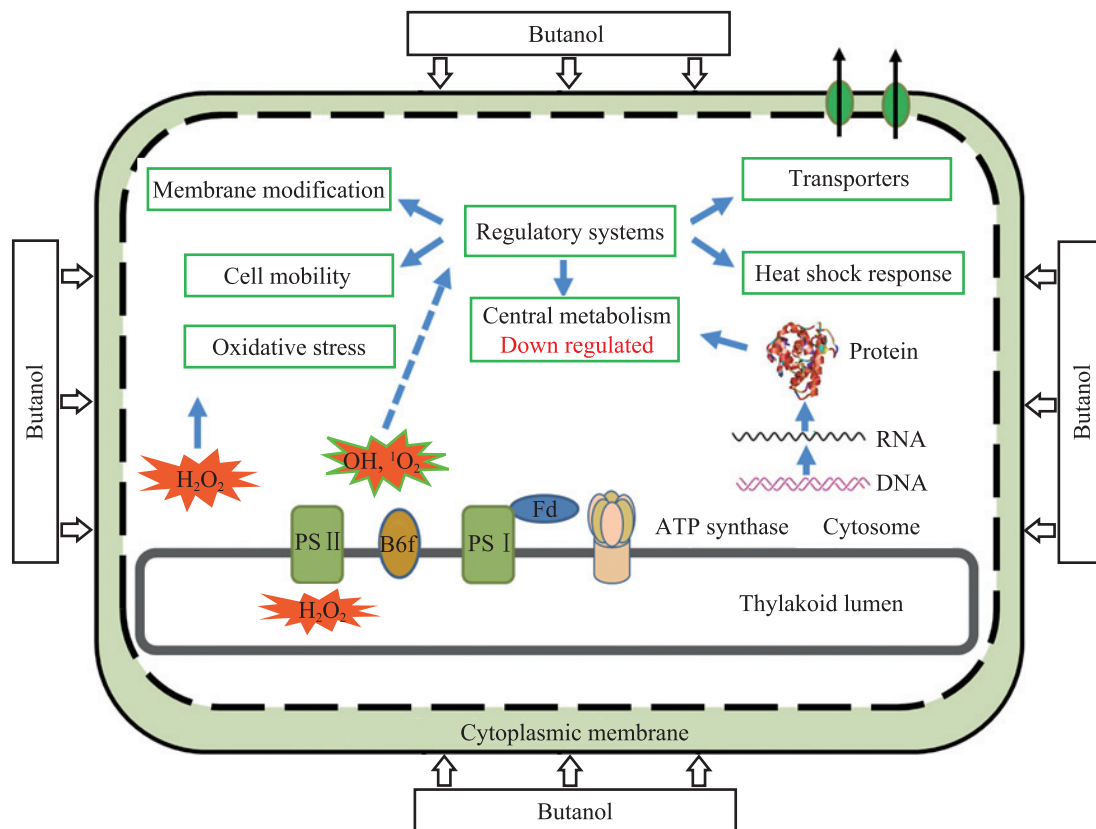 Butanol
Membrane modification
Transporters
Regulatory systems
Cell mobility
Heat shock response
Central metabolism
Down regulated
Oxidative stress
Protein
Butanol
Butanol
RNA
OH, ¹O₂
H₂O₂
DNA
Fd
PS II
B6f
PS I
ATP synthase
Cytosome
H₂O₂
Thylakoid lumen
Cytoplasmic membrane
Butanol